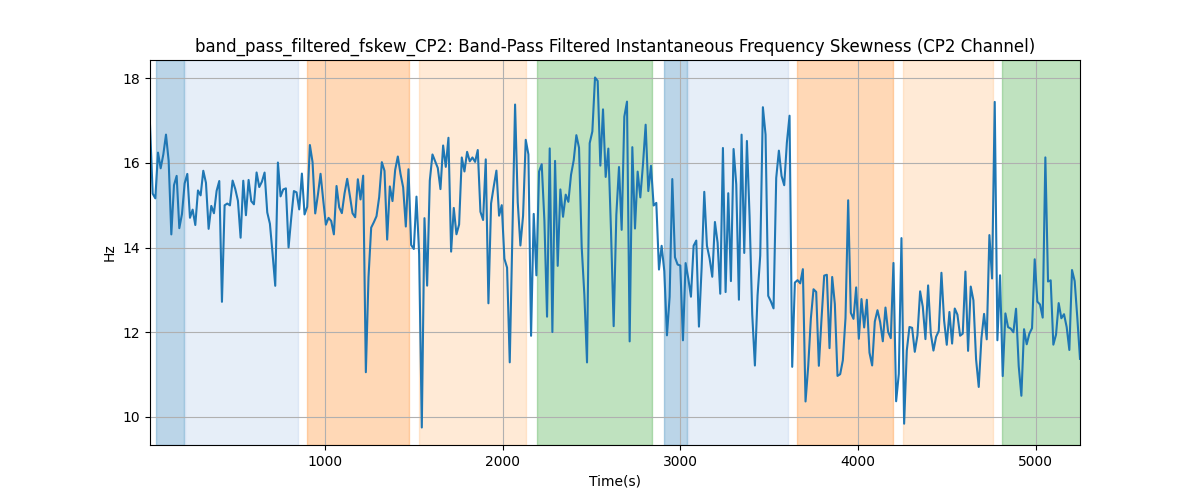 band_pass_filtered_fskew_CP2: Band-Pass Filtered Instantaneous Frequency Skewness (CP2 Channel)
18
16
14
12
10
Hz
1000 2000 3000 4000 5000
Time(s)